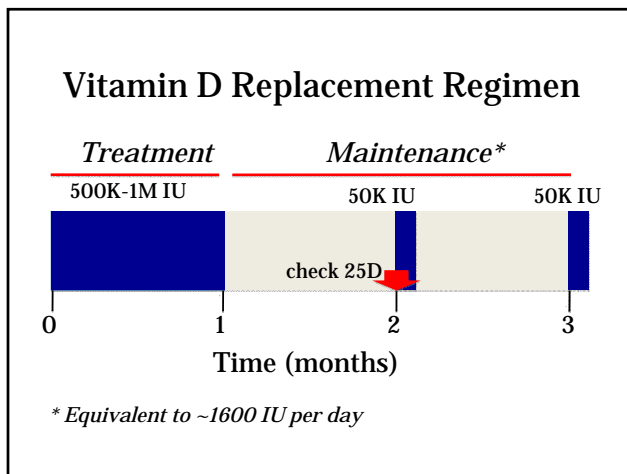 Vitamin D Replacement Regimen
Treatment Maintenance*
500K-1M IU 50K IU 50K IU
check 25D
0 1 2 3
Time (months)
* Equivalent to ~1600 IU per day